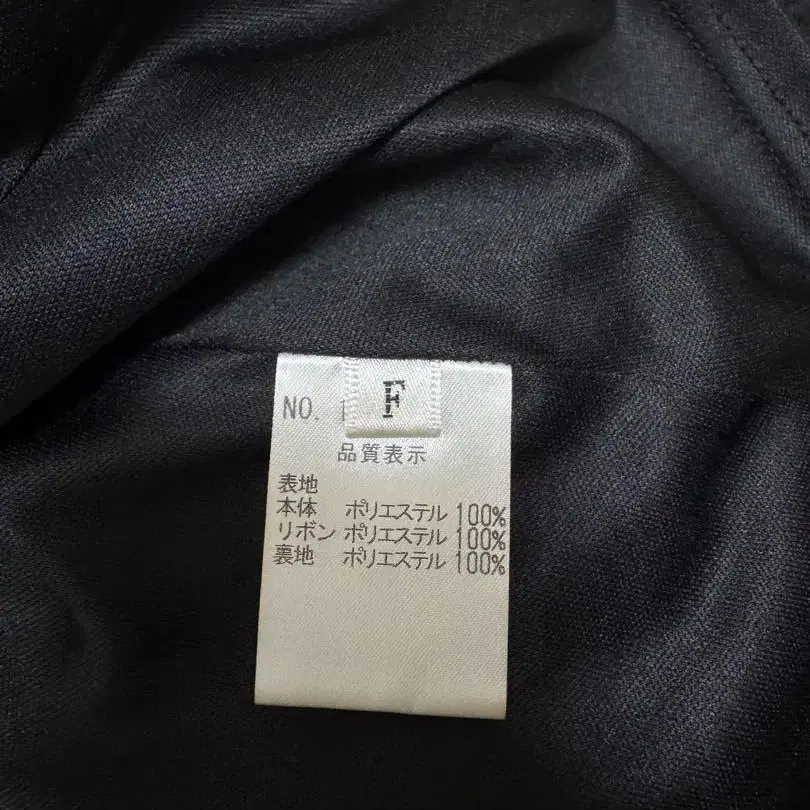 F
NO. 1
品質表示
表地
本体 ポリエステル 100%
リボン ポリエステル 100%
裏地 ポリエステル 100%